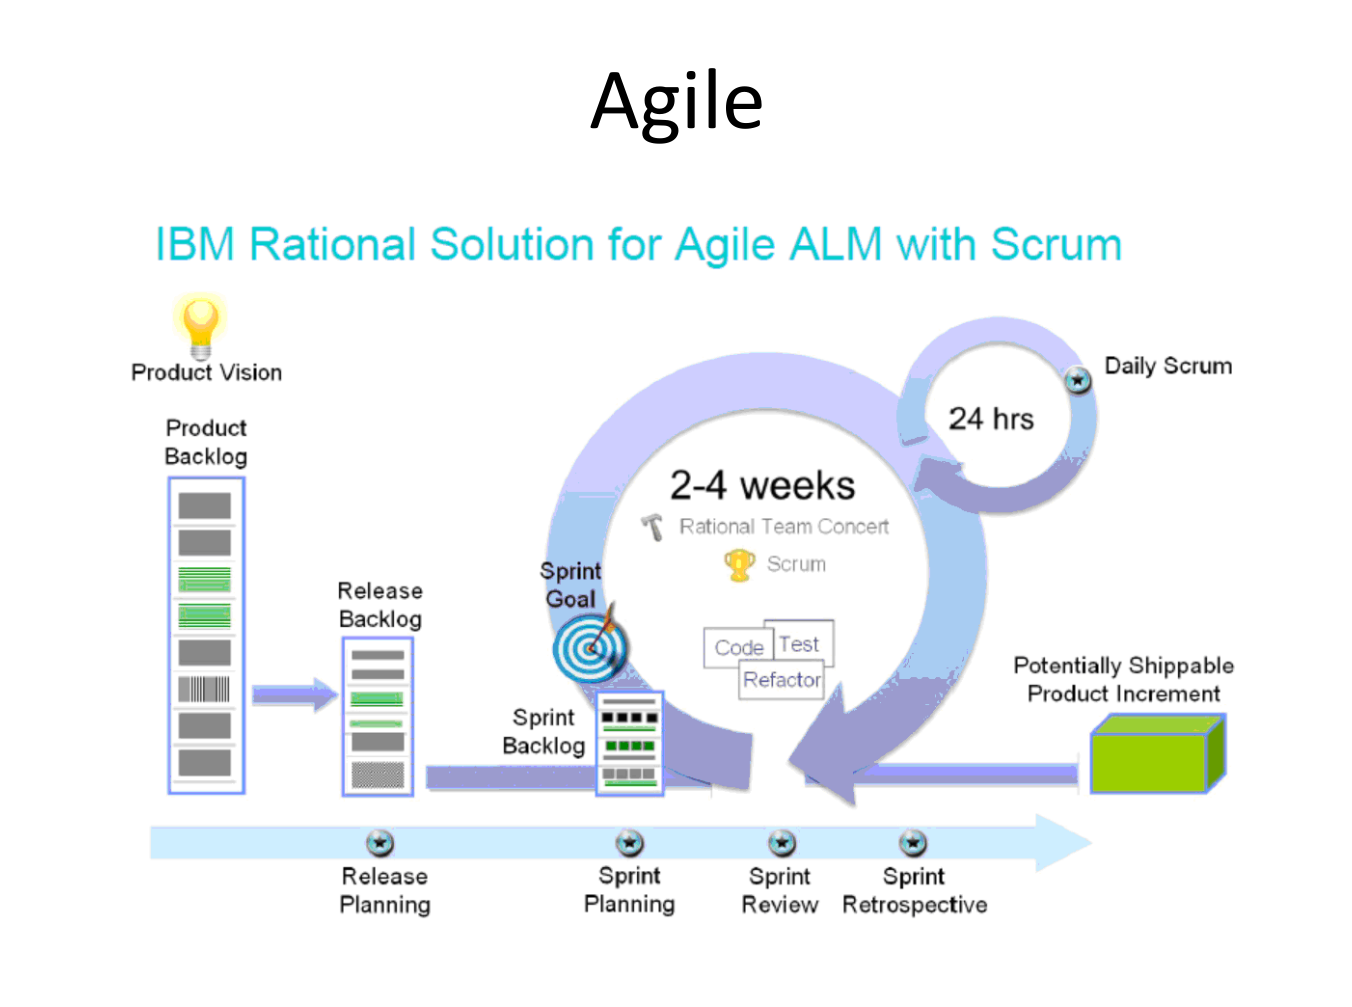 Agile
IBM Rational Solution for Agile ALM with Scrum
Product Vision
Product
Backlog
Release
Backlog
Sprint
Goal
Sprint
Backlog
2-4 weeks
Rational Team Concert
Scrum
Code
Test
Refactor
24 hrs
Daily Scrum
Potentially Shippable
Product Increment
Release
Planning
Sprint
Planning
Sprint
Review
Sprint
Retrospective